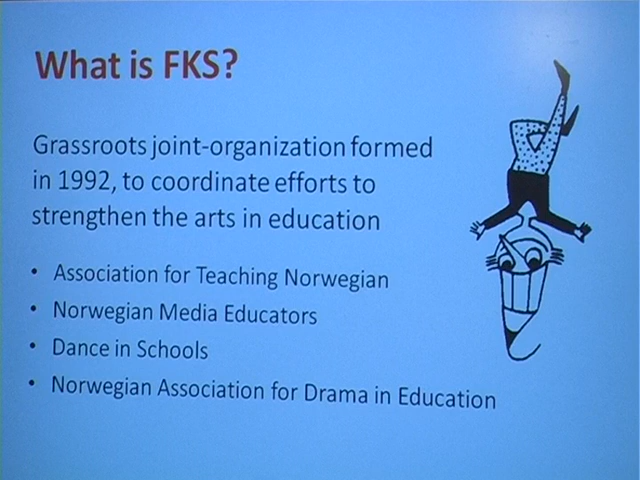 What is FKS?
Grassroots joint-organization formed
in 1992, to coordinate efforts to
strengthen the arts in education
• Association for Teaching Norwegian
• Norwegian Media Educators
• Dance in Schools
• Norwegian Association for Drama in Education